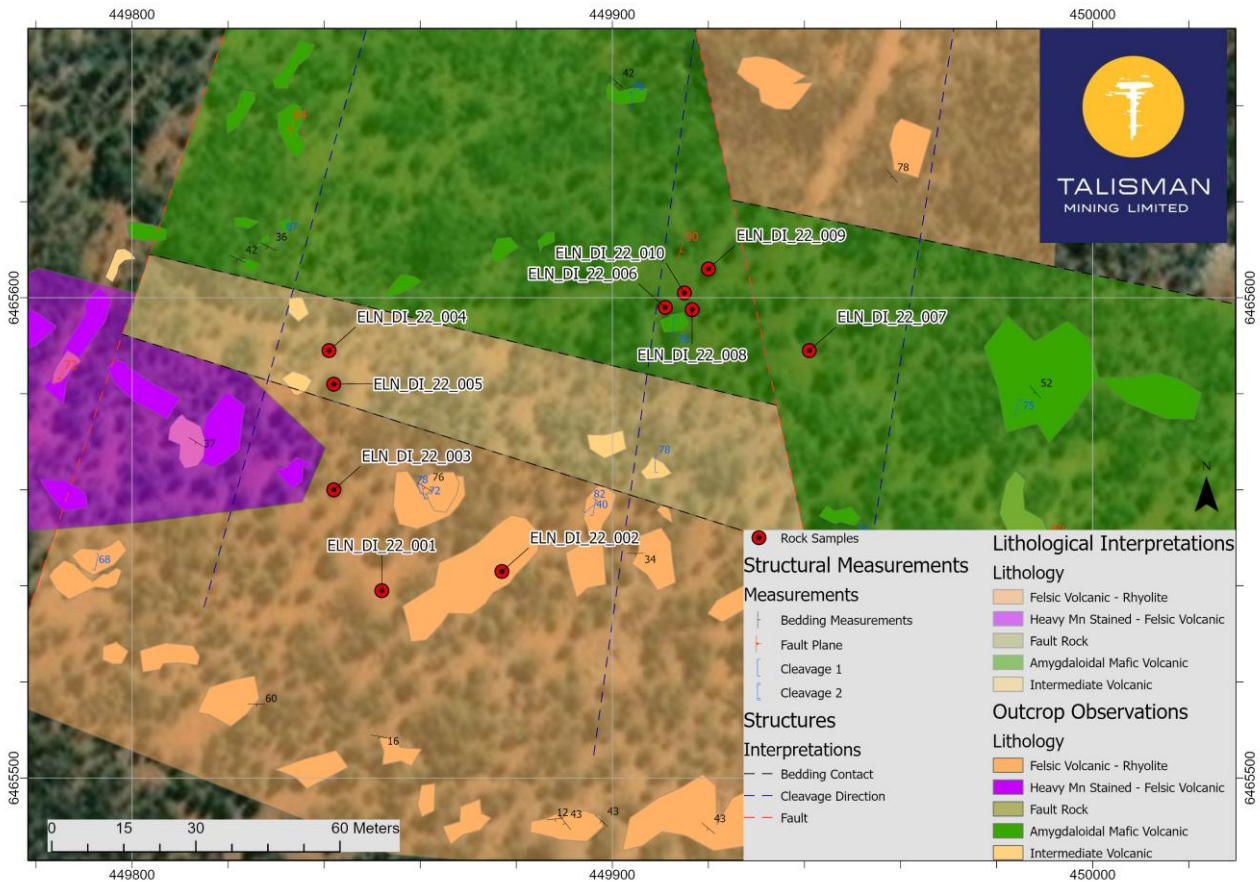 449800
449900
450000
TALISMAN
MINING LIMITED
42
78
90
ELN_DI_22_009
ELN_DI_22_010
ELN_DI_22_006
36
42
6465600
6465600
N
ELN_DI_22_004
ELN_DI_22_007
ELN_DI_22_008
ELN_DI_22_005
52
75
37
78
ELN_DI_22_003
78
76
72
82
40
ELN_DI_22_001
ELN_DI_22_002
34
68
60
16
12
43
43
43
6465500
6465500
0 15 30 60 Meters
449800
449900
450000
Rock Samples
Structural Measurements
Measurements
Bedding Measurements
Fault Plane
Cleavage 1
Cleavage 2
Structures
Interpretations
Bedding Contact
Cleavage Direction
Fault
Lithological Interpretations
Lithology
Felsic Volcanic - Rhyolite
Heavy Mn Stained - Felsic Volcanic
Fault Rock
Amygdaloidal Mafic Volcanic
Intermediate Volcanic
Outcrop Observations
Lithology
Felsic Volcanic - Rhyolite
Heavy Mn Stained - Felsic Volcanic
Fault Rock
Amygdaloidal Mafic Volcanic
Intermediate Volcanic